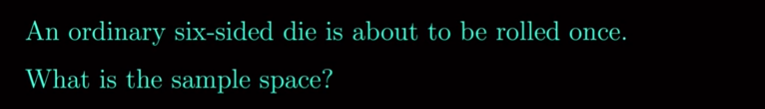 An ordinary six-sided die is about to be rolled once.
What is the sample space?